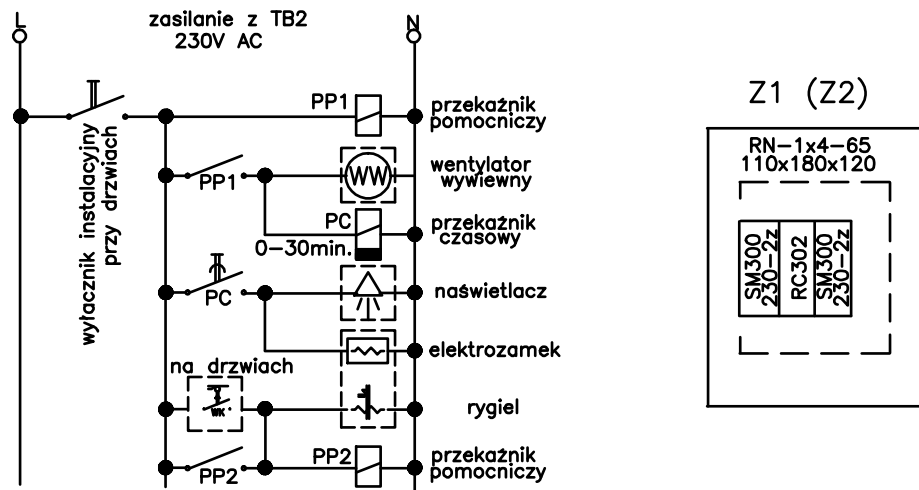 L
zasilanie z TB2
230V AC
N
PP1
przekaźnik
pomocniczy
wyłacznik instalacyjny
przy drzwiach
PP1
WW
wentylator
wywiewny
PC
przekaźnik
czasowy
0-30min.
PC
naświetlacz
elektrozamek
na drzwiach
WK
rygiel
PP2
PP2
przekaźnik
pomocniczy
Z1 (Z2)
RN-1x4-65
110x180x120
SM300
230-2z
RC302
SM300
230-2z